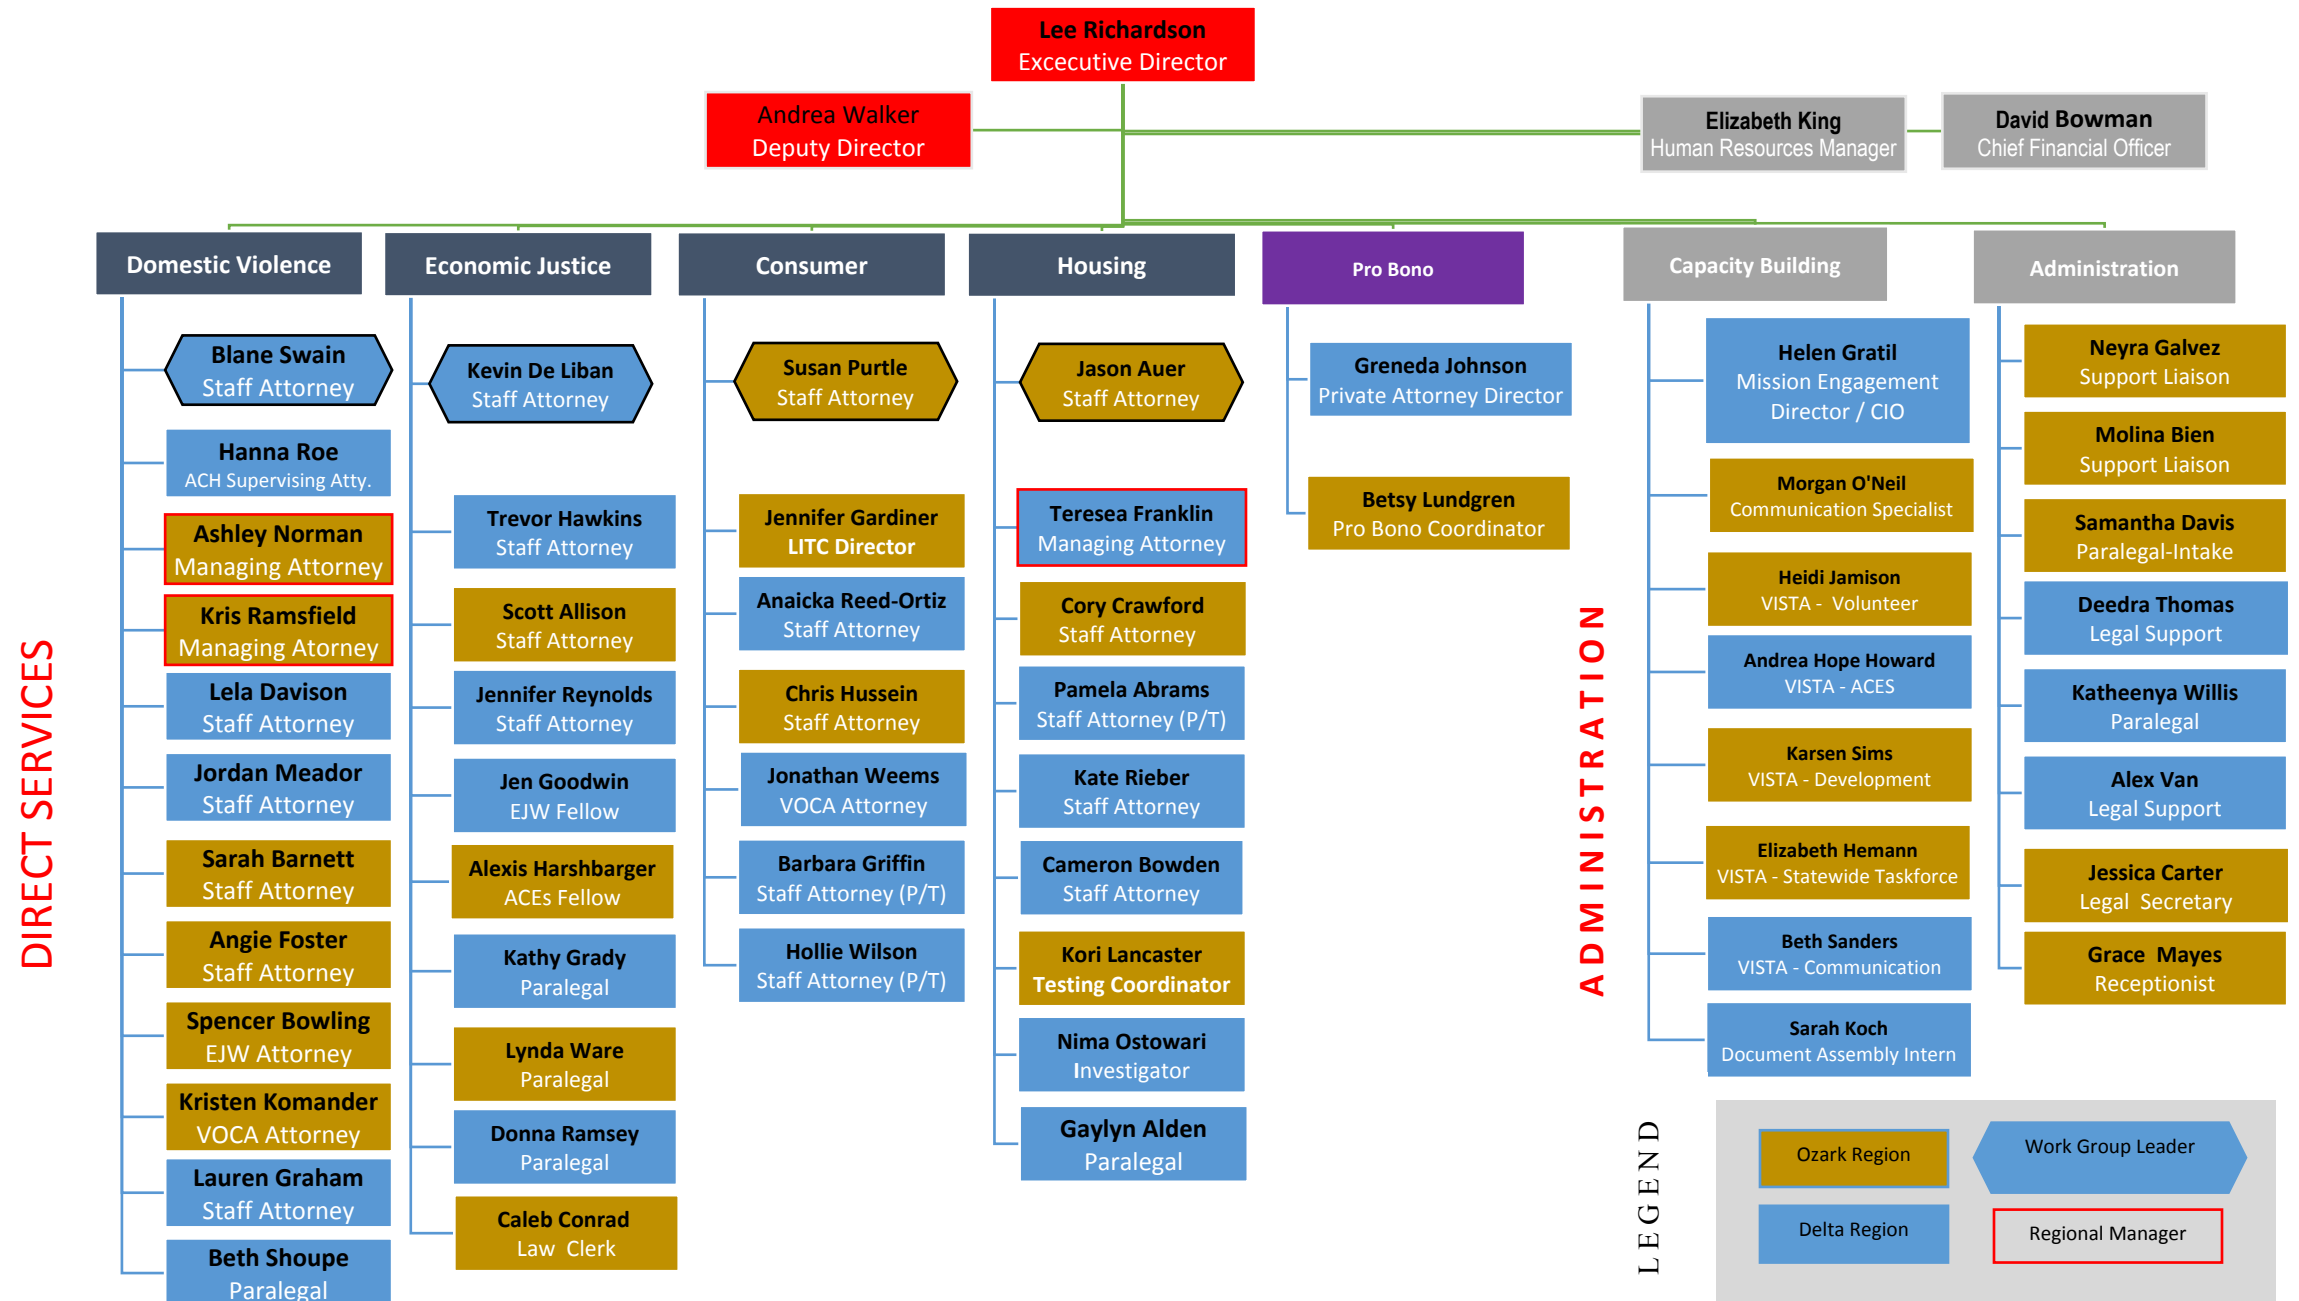 Lee Richardson
Excecutive Director
Andrea Walker
Deputy Director
Elizabeth King
Human Resources Manager
David Bowman
Chief Financial Officer
DIRECT SERVICES
Domestic Violence
Blane Swain
Staff Attorney
Hanna Roe
ACH Supervising Atty.
Ashley Norman
Managing Attorney
Kris Ramsfield
Managing Atorney
Lela Davison
Staff Attorney
Jordan Meador
Staff Attorney
Sarah Barnett
Staff Attorney
Angie Foster
Staff Attorney
Spencer Bowling
EJW Attorney
Kristen Komander
VOCA Attorney
Lauren Graham
Staff Attorney
Beth Shoupe
Paralegal
Economic Justice
Kevin De Liban
Staff Attorney
Trevor Hawkins
Staff Attorney
Scott Allison
Staff Attorney
Jennifer Reynolds
Staff Attorney
Jen Goodwin
EJW Fellow
Alexis Harshbarger
ACEs Fellow
Kathy Grady
Paralegal
Lynda Ware
Paralegal
Donna Ramsey
Paralegal
Caleb Conrad
Law Clerk
Consumer
Susan Purtle
Staff Attorney
Jennifer Gardiner
LITC Director
Anaicka Reed-Ortiz
Staff Attorney
Chris Hussein
Staff Attorney
Jonathan Weems
VOCA Attorney
Barbara Griffin
Staff Attorney (P/T)
Hollie Wilson
Staff Attorney (P/T)
Housing
Jason Auer
Staff Attorney
Teresea Franklin
Managing Attorney
Cory Crawford
Staff Attorney
Pamela Abrams
Staff Attorney (P/T)
Kate Rieber
Staff Attorney
Cameron Bowden
Staff Attorney
Kori Lancaster
Testing Coordinator
Nima Ostowari
Investigator
Gaylyn Alden
Paralegal
Pro Bono
Greneda Johnson
Private Attorney Director
Betsy Lundgren
Pro Bono Coordinator
ADMINISTRATION
Capacity Building
Helen Gratil
Mission Engagement
Director / CIO
Morgan O'Neil
Communication Specialist
Heidi Jamison
VISTA - Volunteer
Andrea Hope Howard
VISTA - ACES
Karsen Sims
VISTA - Development
Elizabeth Hemann
VISTA - Statewide Taskforce
Beth Sanders
VISTA - Communication
Sarah Koch
Document Assembly Intern
Administration
Neyra Galvez
Support Liaison
Molina Bien
Support Liaison
Samantha Davis
Paralegal-Intake
Deedra Thomas
Legal Support
Katheenya Willis
Paralegal
Alex Van
Legal Support
Jessica Carter
Legal Secretary
Grace Mayes
Receptionist
LEGEND
Ozark Region
Work Group Leader
Delta Region
Regional Manager